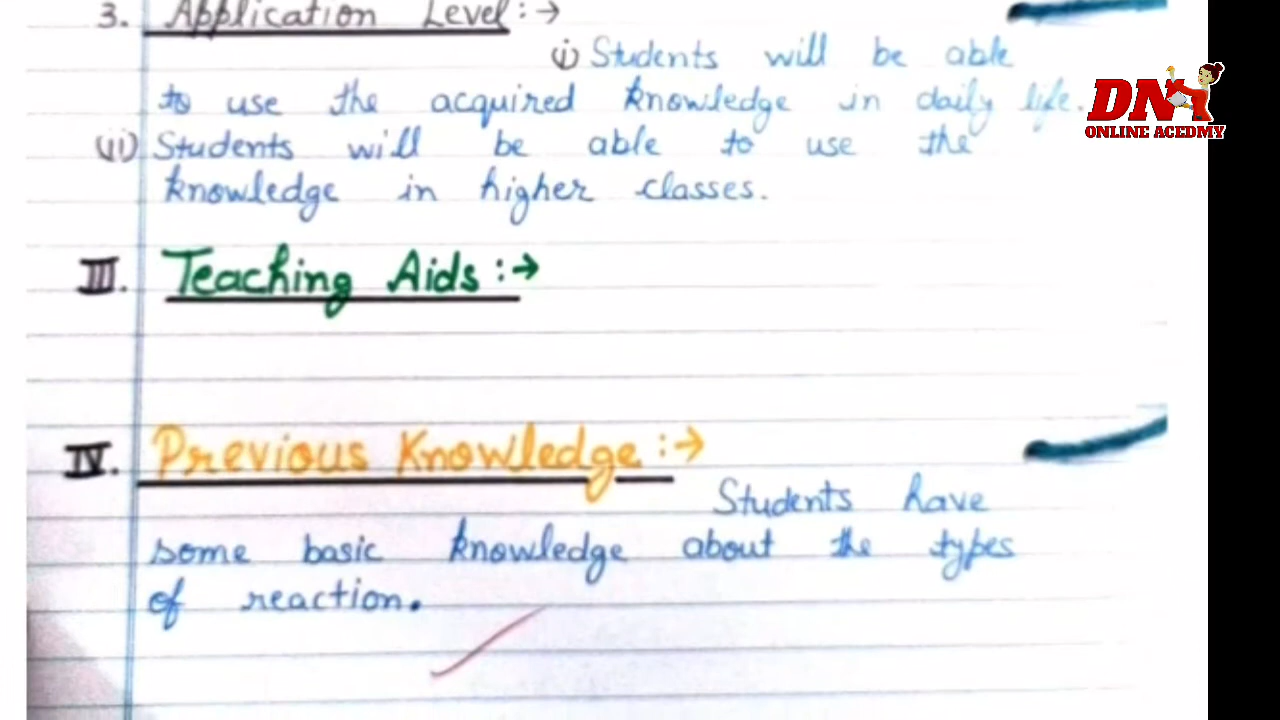 3. Application Level:→
(i) Students will be able
to use the acquired knowledge in daily life.
(ii) Students will be able to use the
knowledge in higher classes.
III. Teaching Aids:→
IV. Previous Knowledge:→
Students have
some basic knowledge about the types
of reaction.
DNY
ONLINE ACEDMY